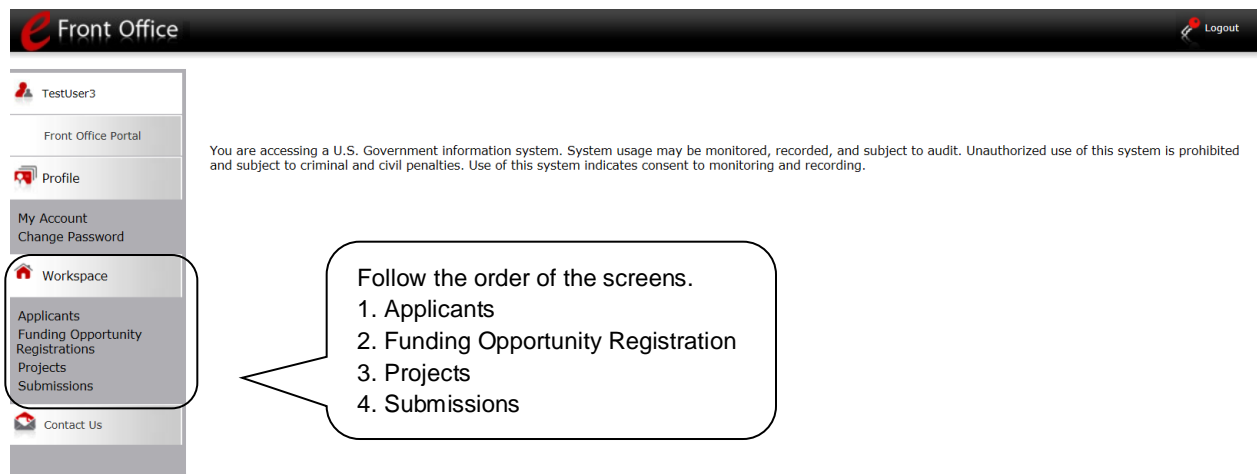 e Front Office
Logout
TestUser3
Front Office Portal
You are accessing a U.S. Government information system. System usage may be monitored, recorded, and subject to audit. Unauthorized use of this system is prohibited
and subject to criminal and civil penalties. Use of this system indicates consent to monitoring and recording.
Profile
My Account
Change Password
Workspace
Applicants
Funding Opportunity
Registrations
Projects
Submissions
Contact Us
Follow the order of the screens.
1. Applicants
2. Funding Opportunity Registration
3. Projects
4. Submissions